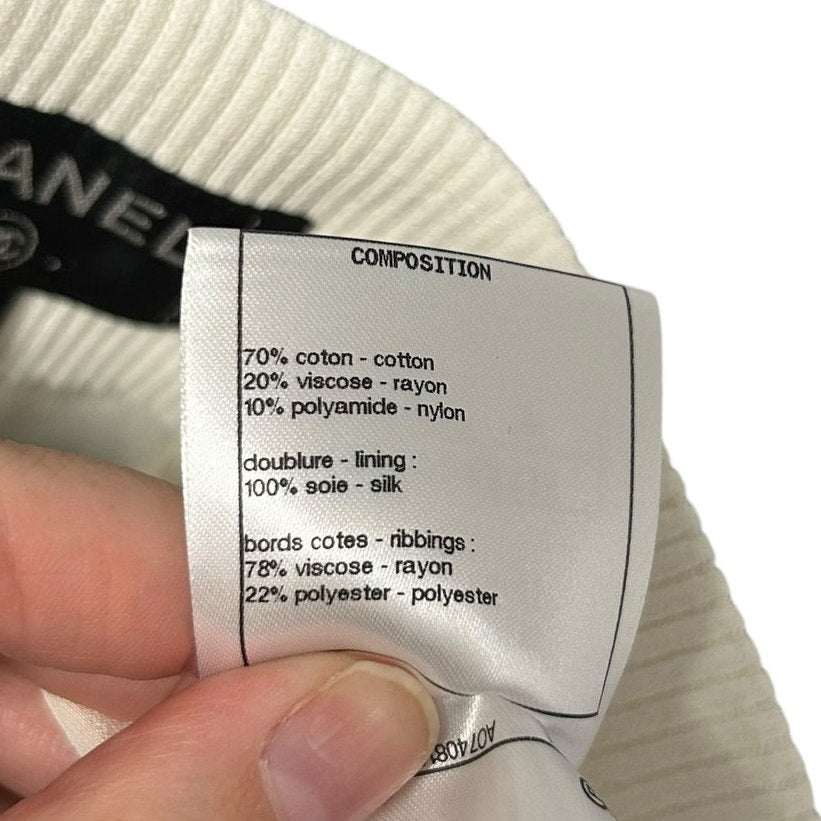 ANEL
COMPOSITION
70% coton - cotton
20% viscose - rayon
10% polyamide - nylon
doublure - lining :
100% soie - silk
bords cotes - ribbings :
78% viscose - rayon
22% polyester - polyester